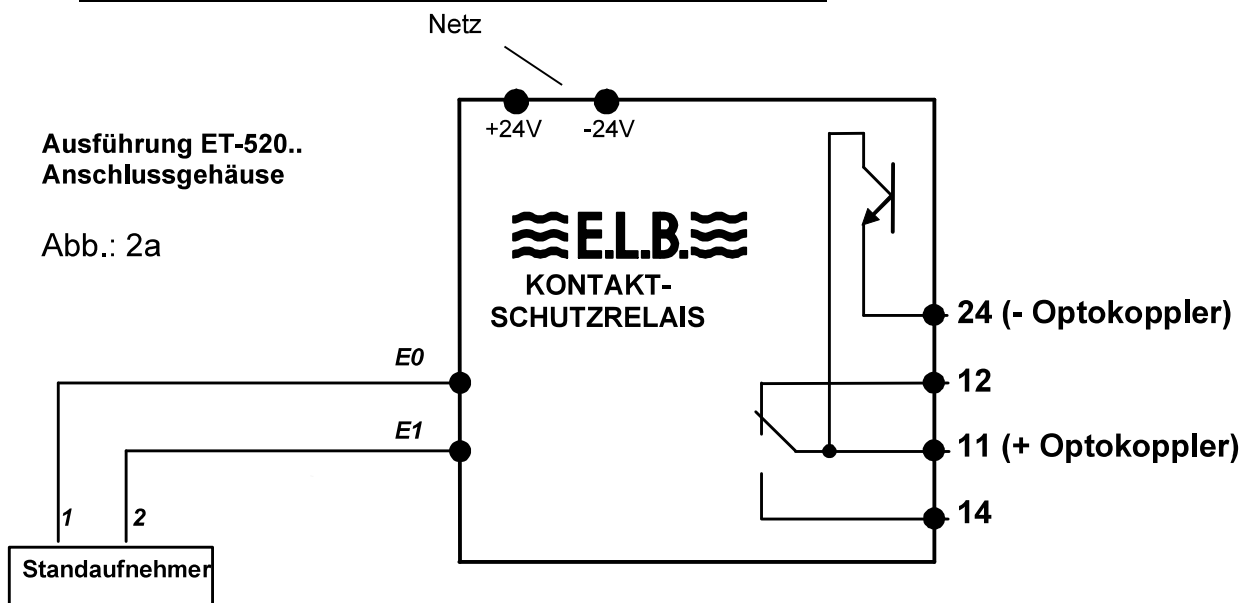 Netz
+24V -24V
Ausführung ET-520..
Anschlussgehäuse
Abb.: 2a
E.L.B.
KONTAKT-
SCHUTZRELAIS
24 (- Optokoppler)
E0
12
E1
11 (+ Optokoppler)
14
1 2
Standaufnehmer